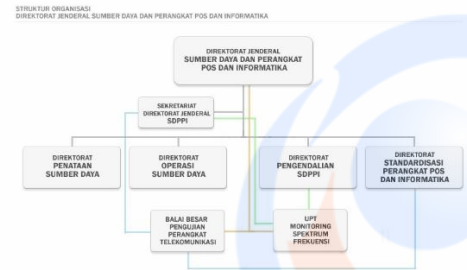 STRUKTUR ORGANISASI
DIREKTORAT JENDERAL SUMBER DAYA DAN PERANGKAT POS DAN INFORMATIKA
DIREKTORAT JENDERAL
SUMBER DAYA DAN PERANGKAT
POS DAN INFORMATIKA
SEKRETARIAT
DIREKTORAT JENDERAL
SDPPI
DIREKTORAT
PENATAAN
SUMBER DAYA
DIREKTORAT
OPERASI
SUMBER DAYA
DIREKTORAT
PENGENDALIAN
SDPPI
DIREKTORAT
STANDARDISASI
PERANGKAT POS
DAN INFORMATIKA
BALAI BESAR
PENGUJIAN
PERANGKAT
TELEKOMUNIKASI
UPT
MONITORING
SPEKTRUM
FREKUENSI